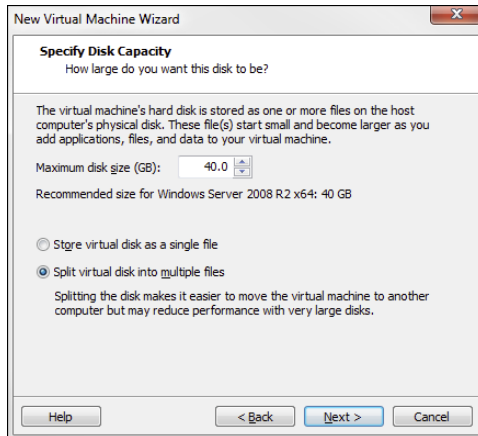 New Virtual Machine Wizard
Specify Disk Capacity
How large do you want this disk to be?
The virtual machine's hard disk is stored as one or more files on the host
computer's physical disk. These file(s) start small and become larger as you
add applications, files, and data to your virtual machine.
Maximum disk size (GB): 40.0
Recommended size for Windows Server 2008 R2 x64: 40 GB
Store virtual disk as a single file
Split virtual disk into multiple files
Splitting the disk makes it easier to move the virtual machine to another
computer but may reduce performance with very large disks.
Help < Back Next > Cancel